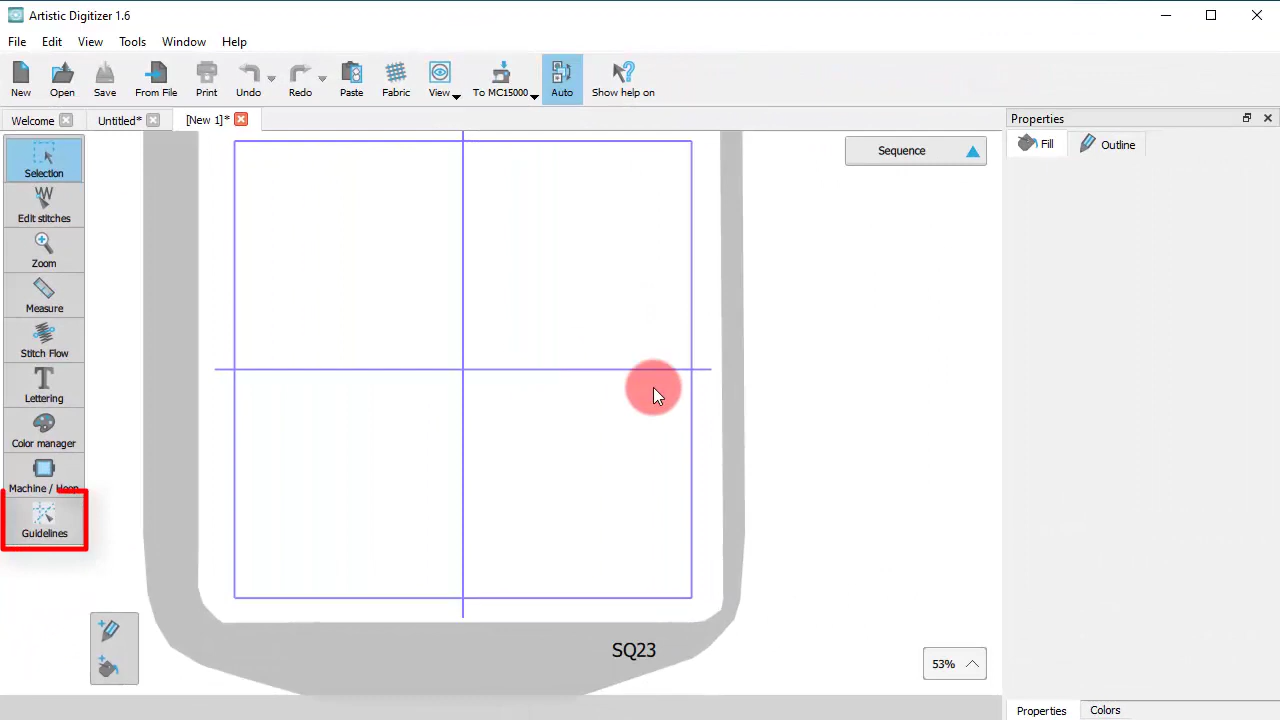 Artistic Digitizer 1.6
File Edit View Tools Window Help
New Open Save From File Print Undo Redo Paste Fabric View To MC15000 Auto Show help on
Welcome Untitled* [New 1]* Properties
Selection Sequence Fill Outline
Edit stitches
Zoom
Measure
Stitch Flow
Lettering
Color manager
Machine / Hoop
Guidelines
SQ23
53%
Properties Colors